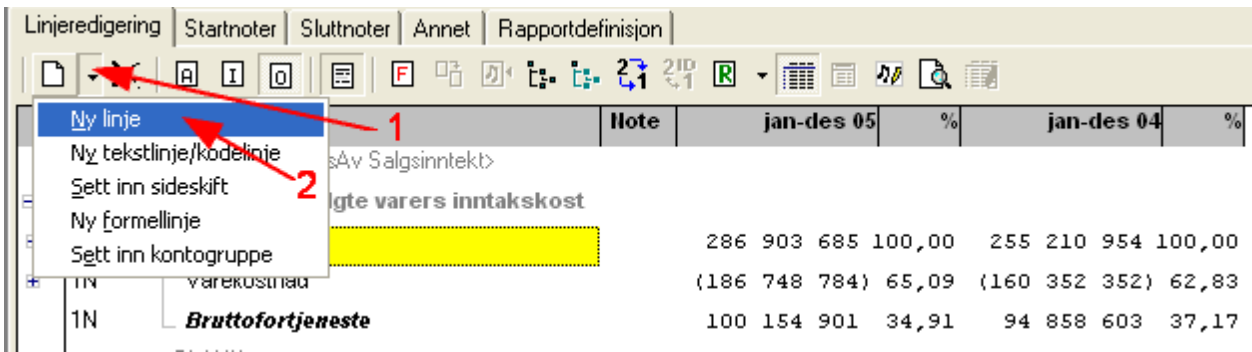 Linjeredigering Startnoter Sluttnoter Annet Rapportdefinisjon
A I O F R
Ny linje
Ny tekstlinje/kodelinje
Sett inn sideskift
Ny formellinje
Sett inn kontogruppe
1
2
Note jan-des 05 % jan-des 04 %
Av Salgsinntekt>
varers inntakskost
286 903 685 100,00 255 210 954 100,00
1N Varekostnad (186 748 784) 65,09 (160 352 352) 62,83
1N Bruttofortjeneste 100 154 901 34,91 94 858 603 37,17